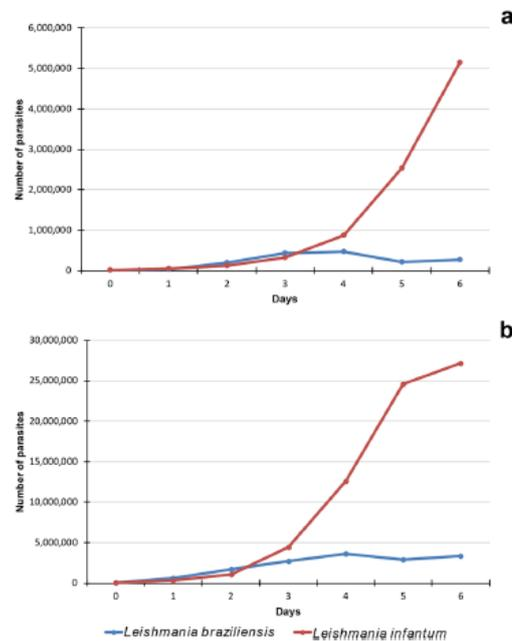 a
6,000,000
5,000,000
4,000,000
3,000,000
2,000,000
1,000,000
0
Number of parasites
0 1 2 3 4 5 6
Days
b
30,000,000
25,000,000
20,000,000
15,000,000
10,000,000
5,000,000
0
Number of parasites
0 1 2 3 4 5 6
Days
Leishmania braziliensis Leishmania infantum